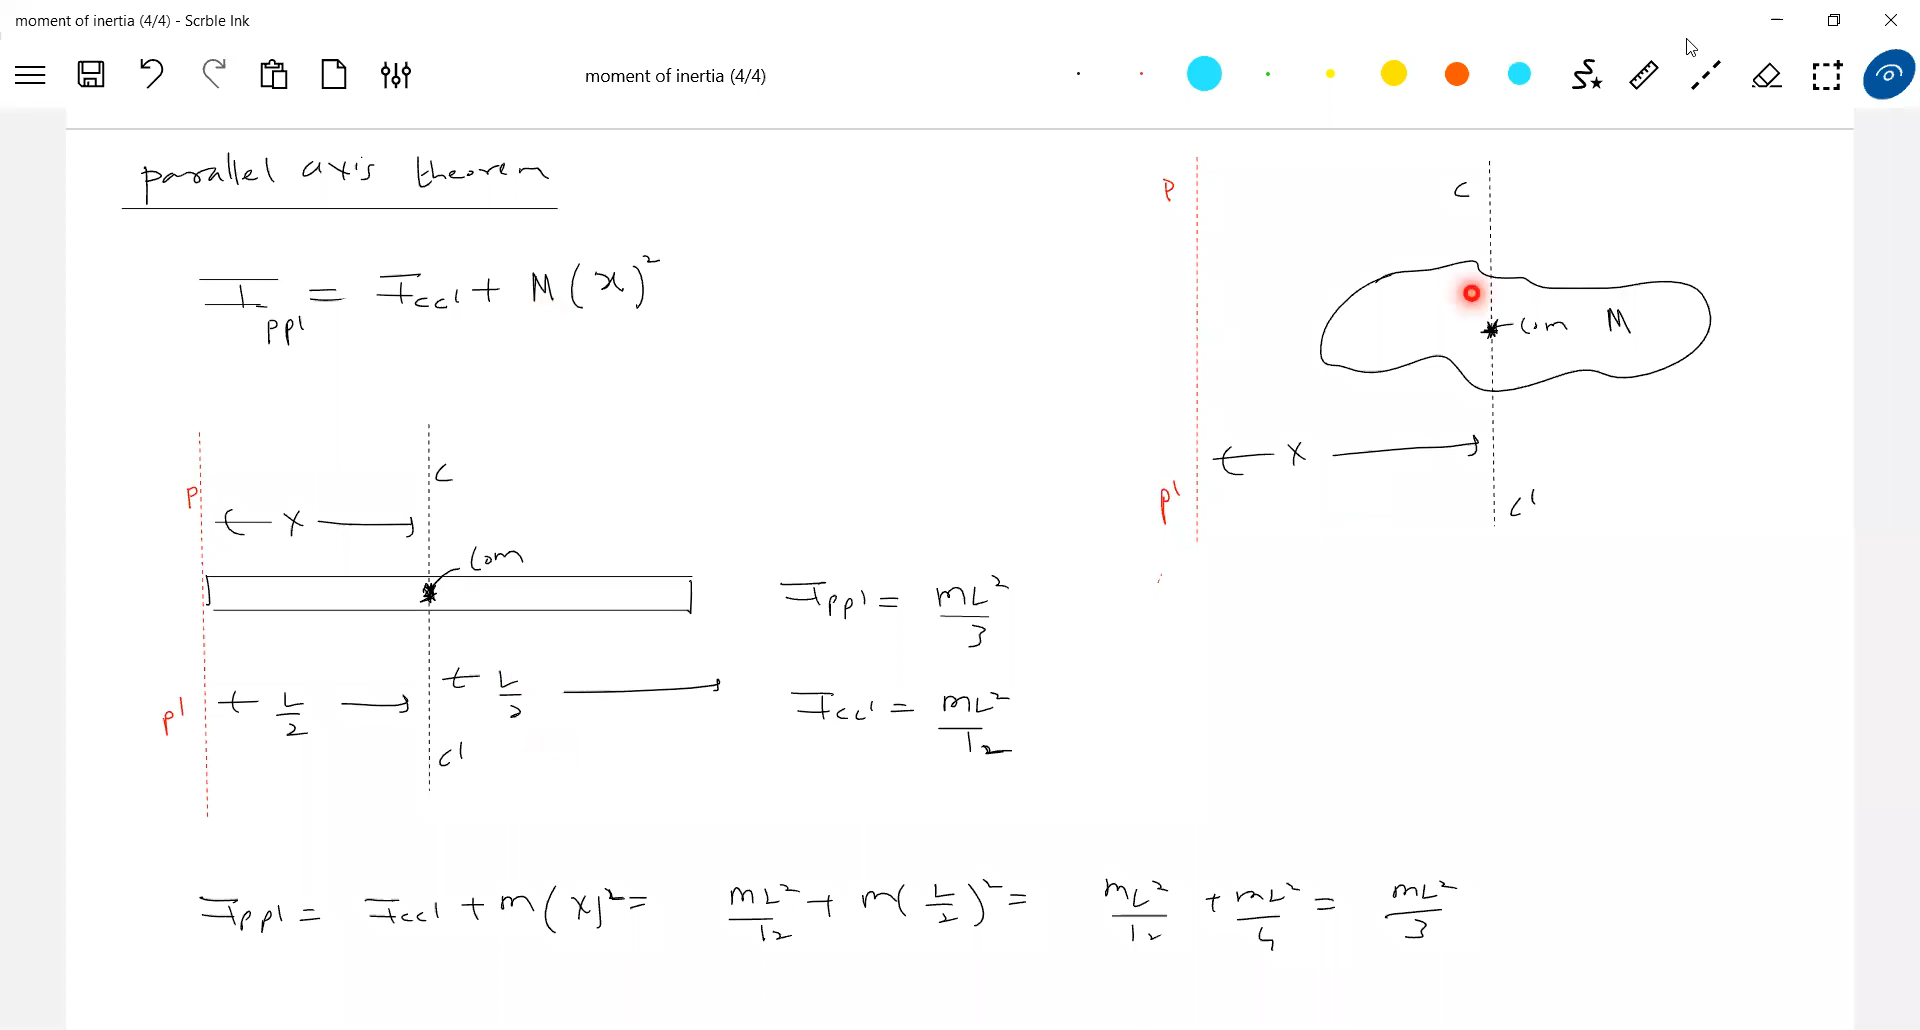 moment of inertia (4/4) - Scrble Ink
moment of inertia (4/4)
parallel axis theorem
I_PP' = I_CC' + M(x)²
P
C
com M
x
P'
C'
P
C
x
com
L/2
L/2
P'
C'
I_PP' = mL²/3
I_CC' = mL²/12
I_PP' = I_CC' + m(x)² = mL²/12 + m(L/2)² = mL²/12 + mL²/4 = mL²/3